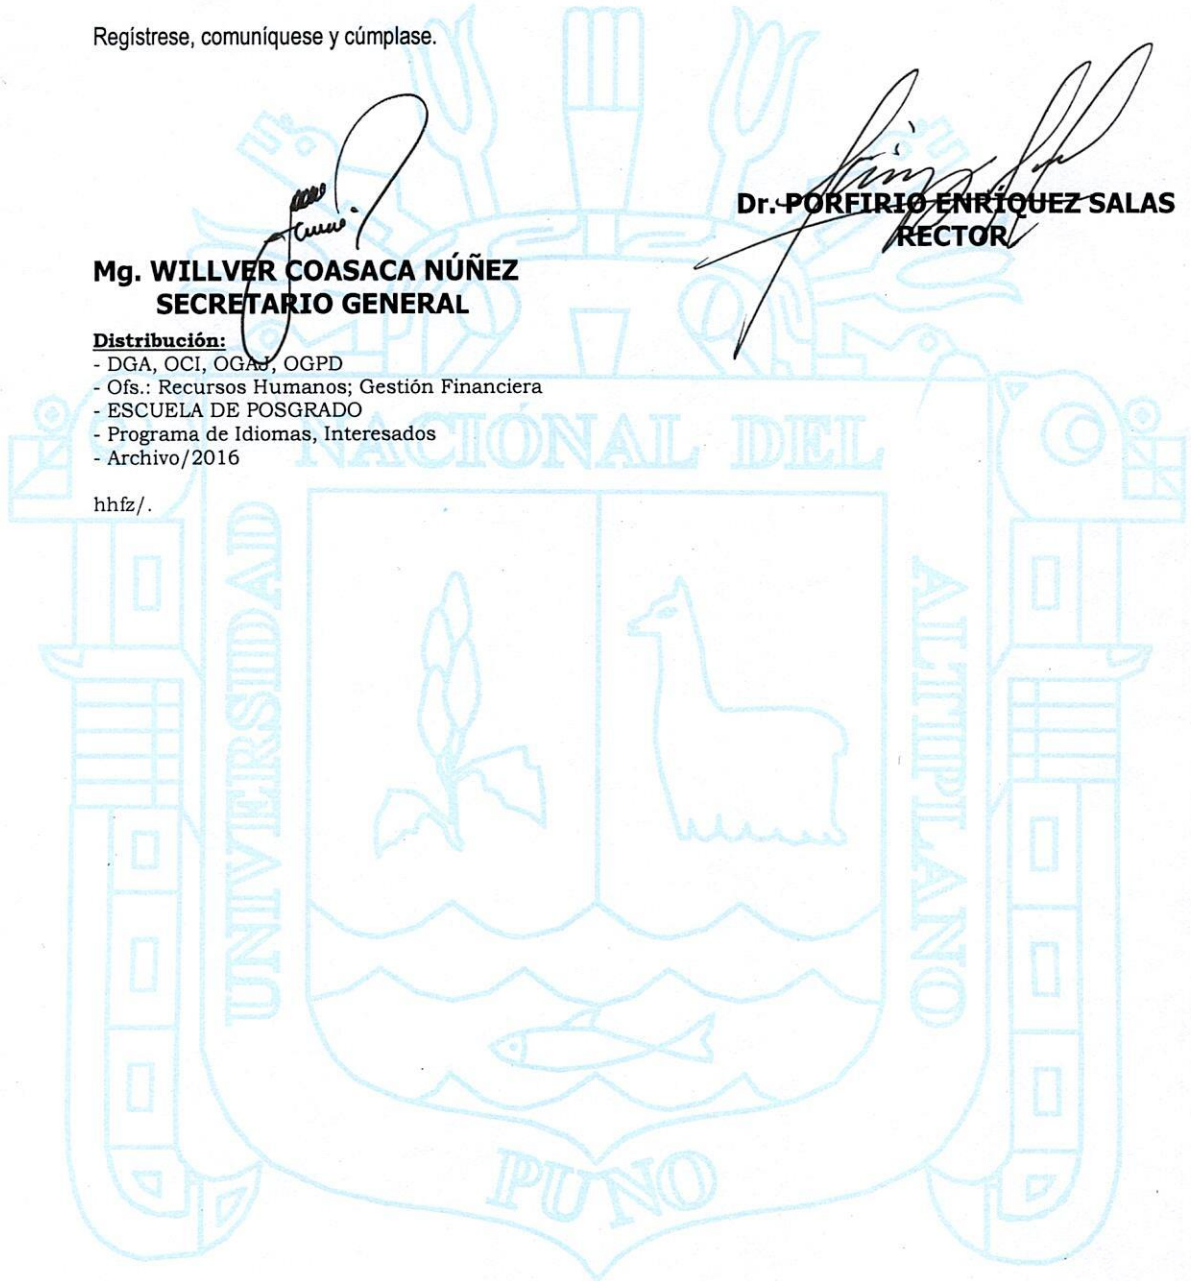 Regístrese, comuníquese y cúmplase.
Dr. PORFIRIO ENRÍQUEZ SALAS
RECTOR
Mg. WILLVER COASACA NÚÑEZ
SECRETARIO GENERAL
Distribución:
- DGA, OCI, OGAJ, OGPD
- Ofs.: Recursos Humanos; Gestión Financiera
- ESCUELA DE POSGRADO
- Programa de Idiomas, Interesados
- Archivo/2016
hhfz/.
UNIVERSIDAD
NACIONAL DEL
ALTIPLANO
PUNO